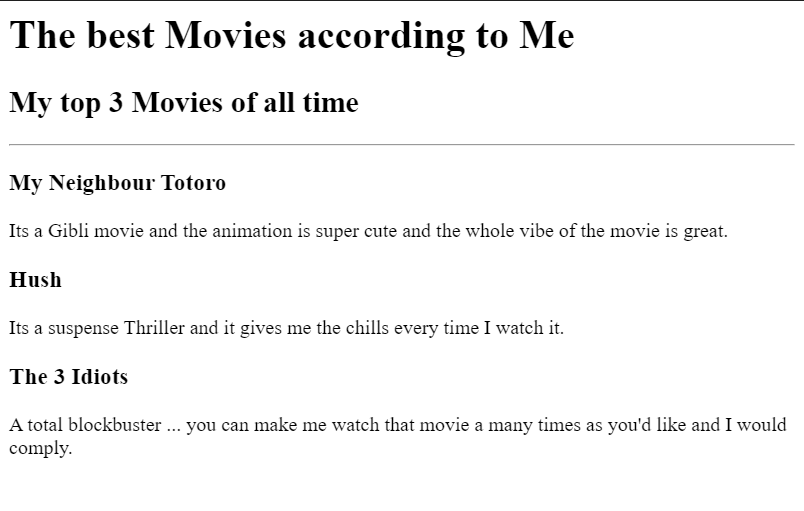 The best Movies according to Me
My top 3 Movies of all time
My Neighbour Totoro
Its a Gibli movie and the animation is super cute and the whole vibe of the movie is great.
Hush
Its a suspense Thriller and it gives me the chills every time I watch it.
The 3 Idiots
A total blockbuster ... you can make me watch that movie a many times as you'd like and I would
comply.